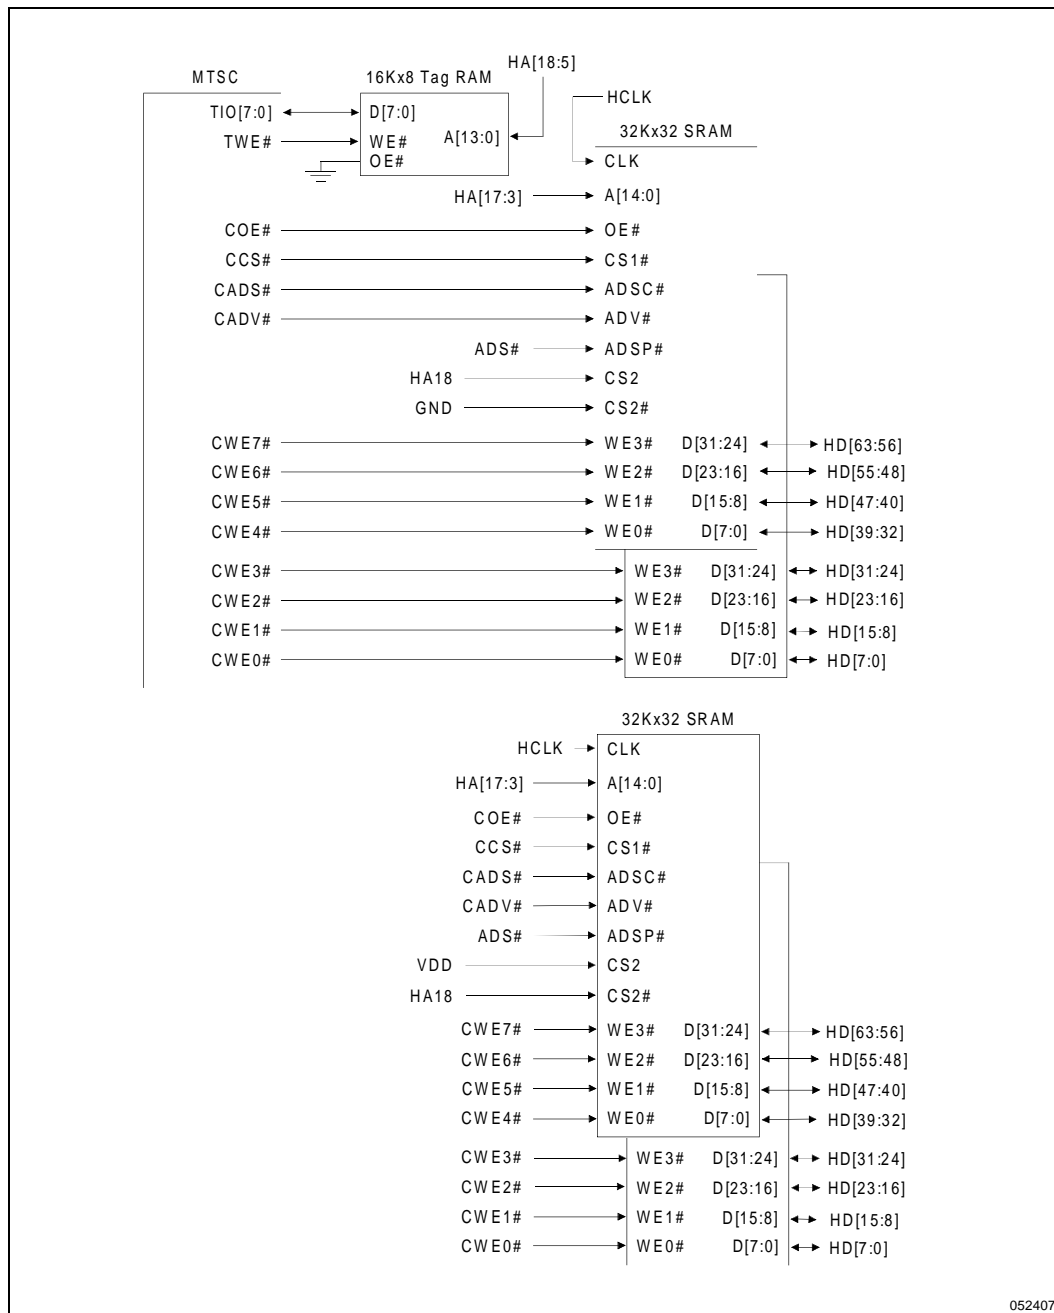 HA[18:5]
MTSC 16Kx8 Tag RAM
HCLK
TIO[7:0] D[7:0]
32Kx32 SRAM
TWE# WE# A[13:0]
OE#
CLK
HA[17:3] A[14:0]
COE# OE#
CCS# CS1#
CADS# ADSC#
CADV# ADV#
ADS# ADSP#
HA18 CS2
GND CS2#
CWE7# WE3# D[31:24] HD[63:56]
CWE6# WE2# D[23:16] HD[55:48]
CWE5# WE1# D[15:8] HD[47:40]
CWE4# WE0# D[7:0] HD[39:32]
CWE3# WE3# D[31:24] HD[31:24]
CWE2# WE2# D[23:16] HD[23:16]
CWE1# WE1# D[15:8] HD[15:8]
CWE0# WE0# D[7:0] HD[7:0]
32Kx32 SRAM
HCLK CLK
HA[17:3] A[14:0]
COE# OE#
CCS# CS1#
CADS# ADSC#
CADV# ADV#
ADS# ADSP#
VDD CS2
HA18 CS2#
CWE7# WE3# D[31:24] HD[63:56]
CWE6# WE2# D[23:16] HD[55:48]
CWE5# WE1# D[15:8] HD[47:40]
CWE4# WE0# D[7:0] HD[39:32]
CWE3# WE3# D[31:24] HD[31:24]
CWE2# WE2# D[23:16] HD[23:16]
CWE1# WE1# D[15:8] HD[15:8]
CWE0# WE0# D[7:0] HD[7:0]
052407